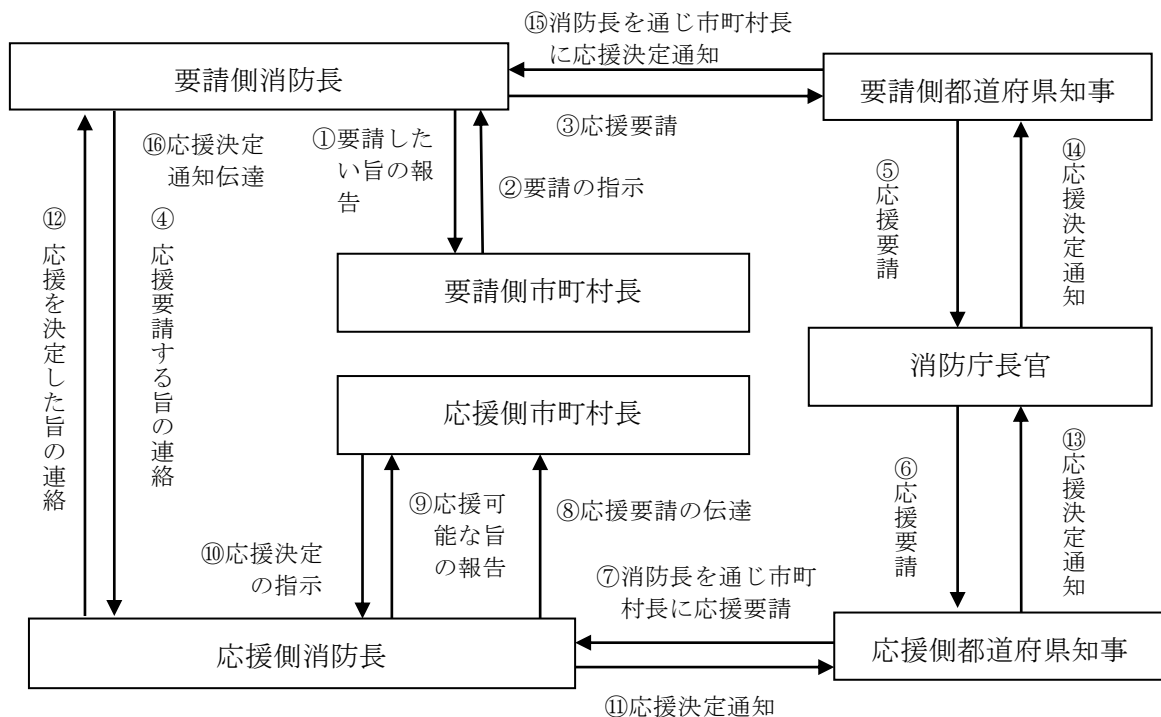 ⑮消防長を通じ市町村長
に応援決定通知
要請側消防長
要請側都道府県知事
③応援要請
①要請した
い旨の報
告
②要請の指示
⑯応援決定
通知伝達
⑫応援を決定した旨の連絡
④応援要請する旨の連絡
⑤応援要請
⑭応援決定通知
要請側市町村長
消防庁長官
応援側市町村長
⑥応援要請
⑬応援決定通知
⑨応援可
能な旨
の報告
⑧応援要請の伝達
⑩応援決定
の指示
⑦消防長を通じ市町
村長に応援要請
応援側消防長
応援側都道府県知事
⑪応援決定通知